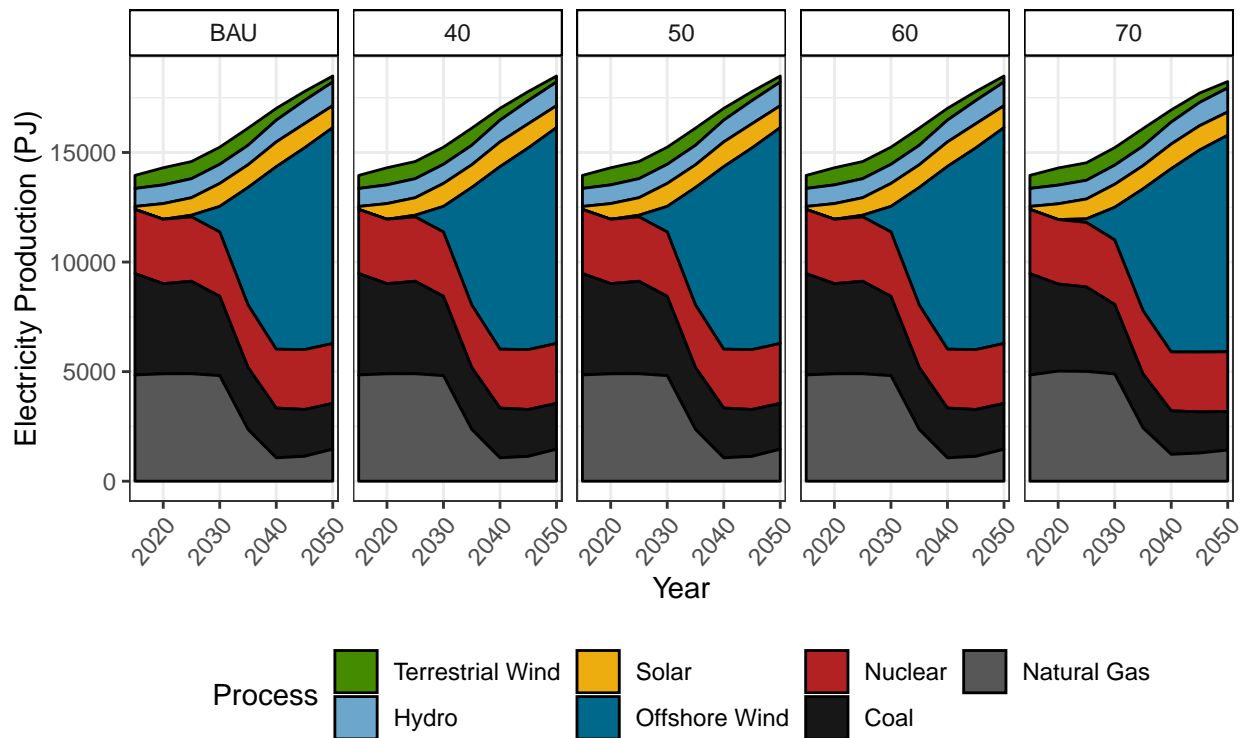 BAU 40 50 60 70
Electricity Production (PJ)
15000
10000
5000
0
2020 2030 2040 2050 2020 2030 2040 2050 2020 2030 2040 2050 2020 2030 2040 2050 2020 2030 2040 2050
Year
Process
Terrestrial Wind Solar Nuclear Natural Gas
Hydro Offshore Wind Coal